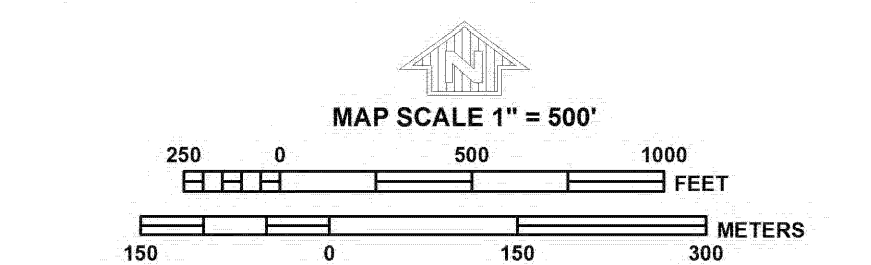 N
MAP SCALE 1" = 500'
250 0 500 1000
FEET
METERS
150 0 150 300